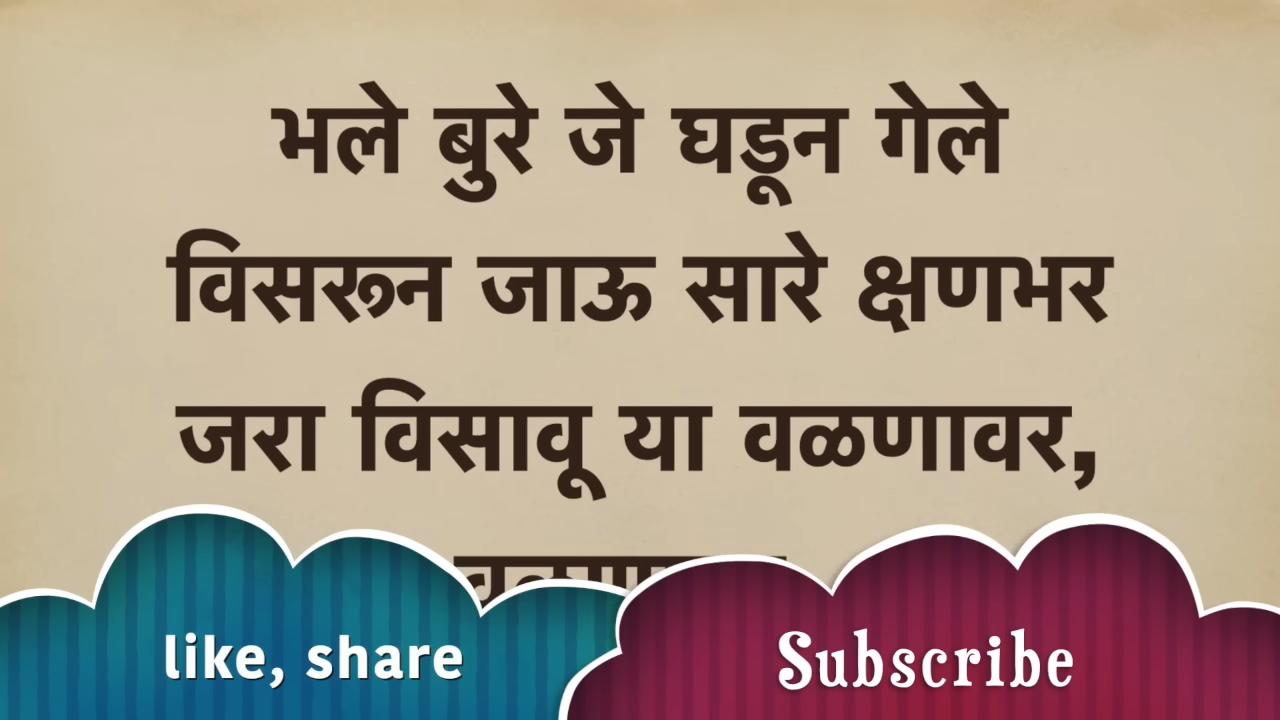 भले बुरे जे घडून गेले
विसरून जाऊ सारे क्षणभर
जरा विसावू या वळणावर,
like, share
Subscribe